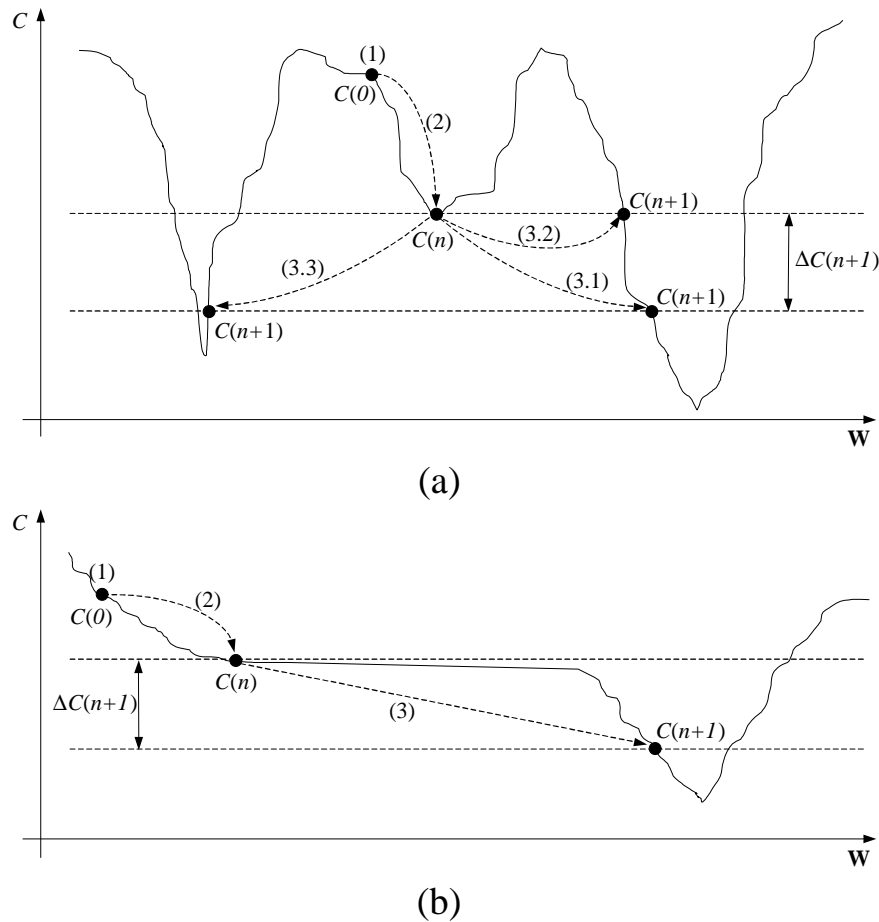 C
(1)
C(0)
(2)
C(n+1)
C(n)
(3.2)
ΔC(n+1)
(3.3)
(3.1)
C(n+1)
C(n+1)
W
(a)
C
(1)
C(0)
(2)
C(n)
ΔC(n+1)
(3)
C(n+1)
W
(b)